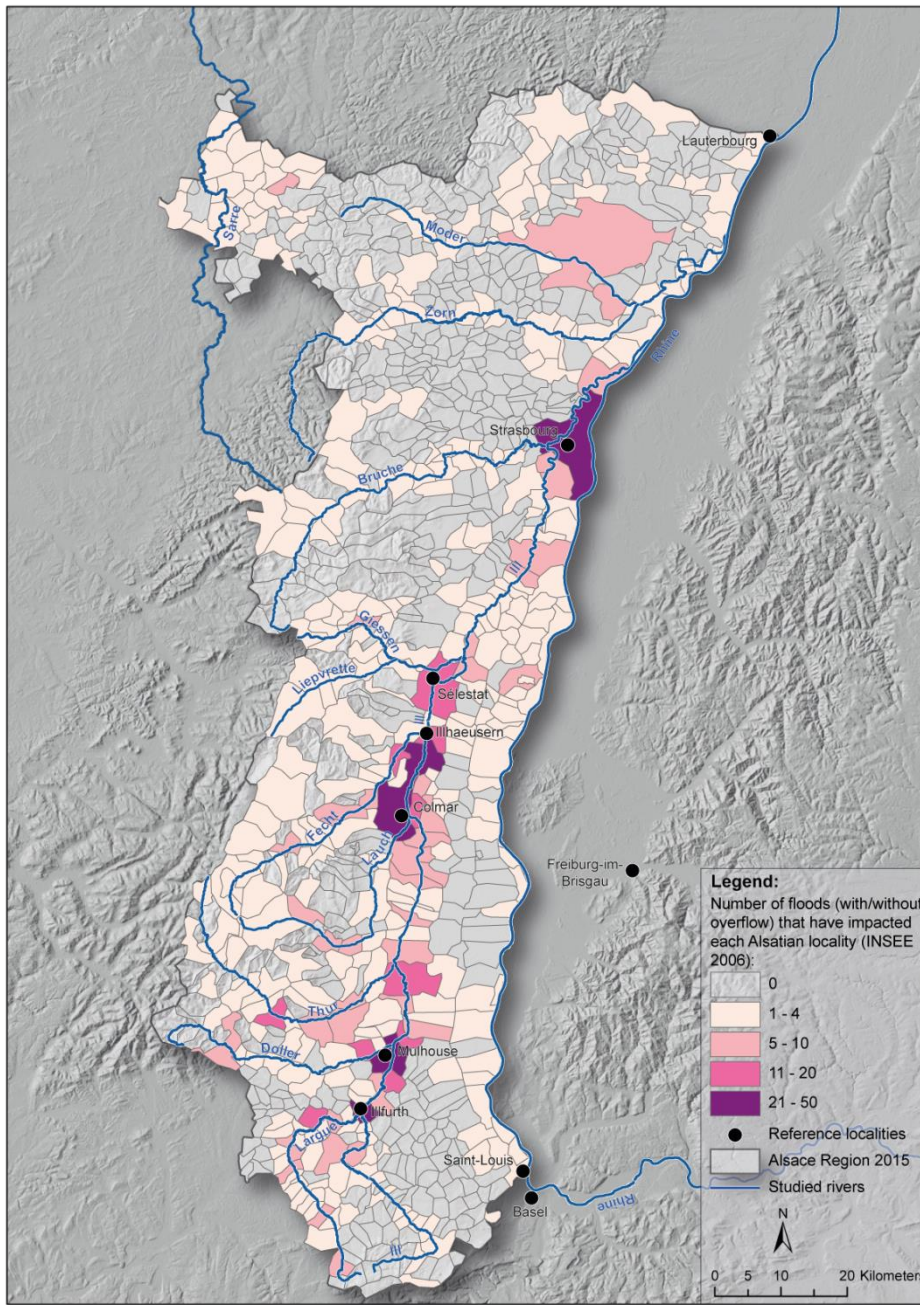 Lauterbourg
Sarre
Moder
Zorn
Rhine
Strasbourg
Bruche
Ill
Giessen
Liepvrette
Sélestat
Ill
Illhaeusern
Colmar
Fecht
Lauch
Freiburg-im-
Brisgau
Thur
Doller
Mulhouse
Illfurth
Largue
Saint-Louis
Basel
Rhine
Ill
Legend:
Number of floods (with/without
overflow) that have impacted
each Alsatian locality (INSEE
2006):
0
1 - 4
5 - 10
11 - 20
21 - 50
Reference localities
Alsace Region 2015
Studied rivers
N
0 5 10 20 Kilometers